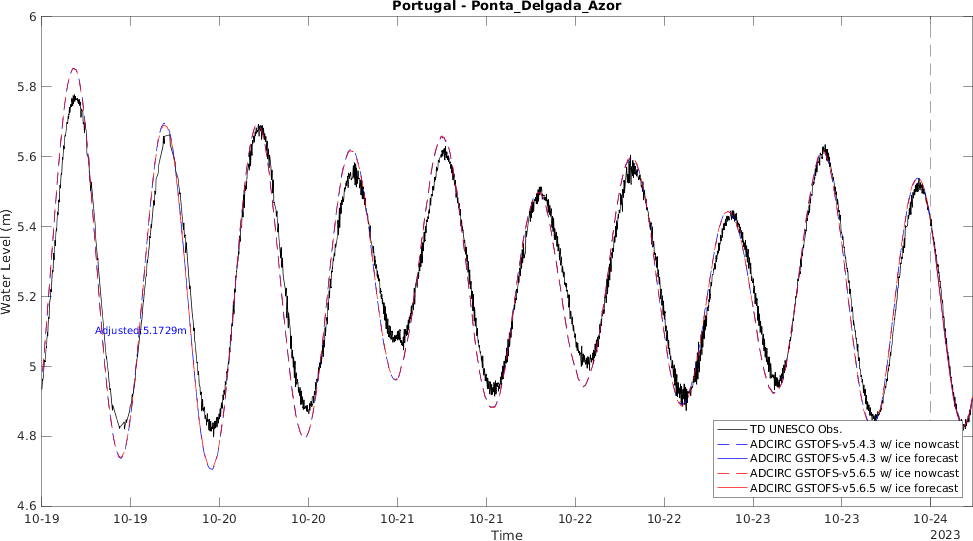 Portugal - Ponta_Delgada_Azor
6
5.8
5.6
5.4
5.2
5
4.8
4.6
Water Level (m)
Adjusted 5.1729m
TD UNESCO Obs.
ADCIRC GSTOFS-v5.4.3 w/ ice nowcast
ADCIRC GSTOFS-v5.4.3 w/ ice forecast
ADCIRC GSTOFS-v5.6.5 w/ ice nowcast
ADCIRC GSTOFS-v5.6.5 w/ ice forecast
10-19 10-19 10-20 10-20 10-21 10-21 10-22 10-22 10-23 10-23 10-24
Time 2023